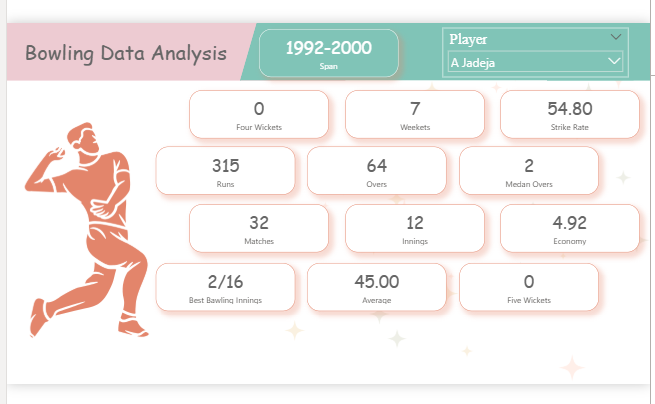 Bowling Data Analysis
1992-2000
Span
Player
A Jadeja
0
Four Wickets
7
Weekets
54.80
Strike Rate
315
Runs
64
Overs
2
Medan Overs
32
Matches
12
Innings
4.92
Economy
2/16
Best Bawling Innings
45.00
Average
0
Five Wickets